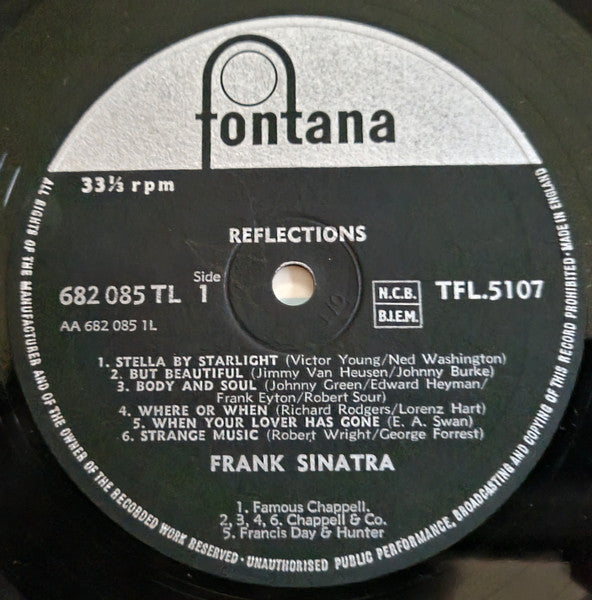 fontana
33⅓ rpm
REFLECTIONS
682 085 TL
Side
1
AA 682 085 1L
N.C.B.
B.I.E.M.
TFL.5107
1. STELLA BY STARLIGHT (Victor Young/Ned Washington)
2. BUT BEAUTIFUL (Jimmy Van Heusen/Johnny Burke)
3. BODY AND SOUL (Johnny Green/Edward Heyman/
Frank Eyton/Robert Sour)
4. WHERE OR WHEN (Richard Rodgers/Lorenz Hart)
5. WHEN YOUR LOVER HAS GONE (E. A. Swan)
6. STRANGE MUSIC (Robert Wright/George Forrest)
FRANK SINATRA
1. Famous Chappell.
2, 3, 4, 6. Chappell & Co.
5. Francis Day & Hunter
ALL RIGHTS OF THE MANUFACTURER AND OF THE OWNER OF THE RECORDED WORK RESERVED · UNAUTHORISED PUBLIC PERFORMANCE, BROADCASTING AND COPYING OF THIS RECORD PROHIBITED · MADE IN ENGLAND